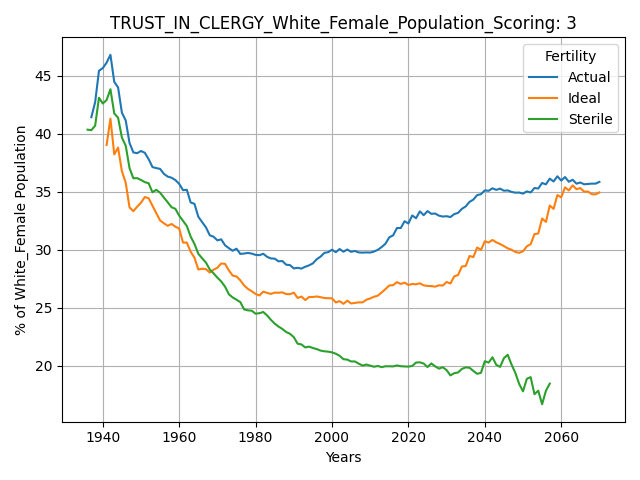 TRUST_IN_CLERGY_White_Female_Population_Scoring: 3
Fertility
Actual
Ideal
Sterile
% of White_Female Population
45
40
35
30
25
20
1940 1960 1980 2000 2020 2040 2060
Years